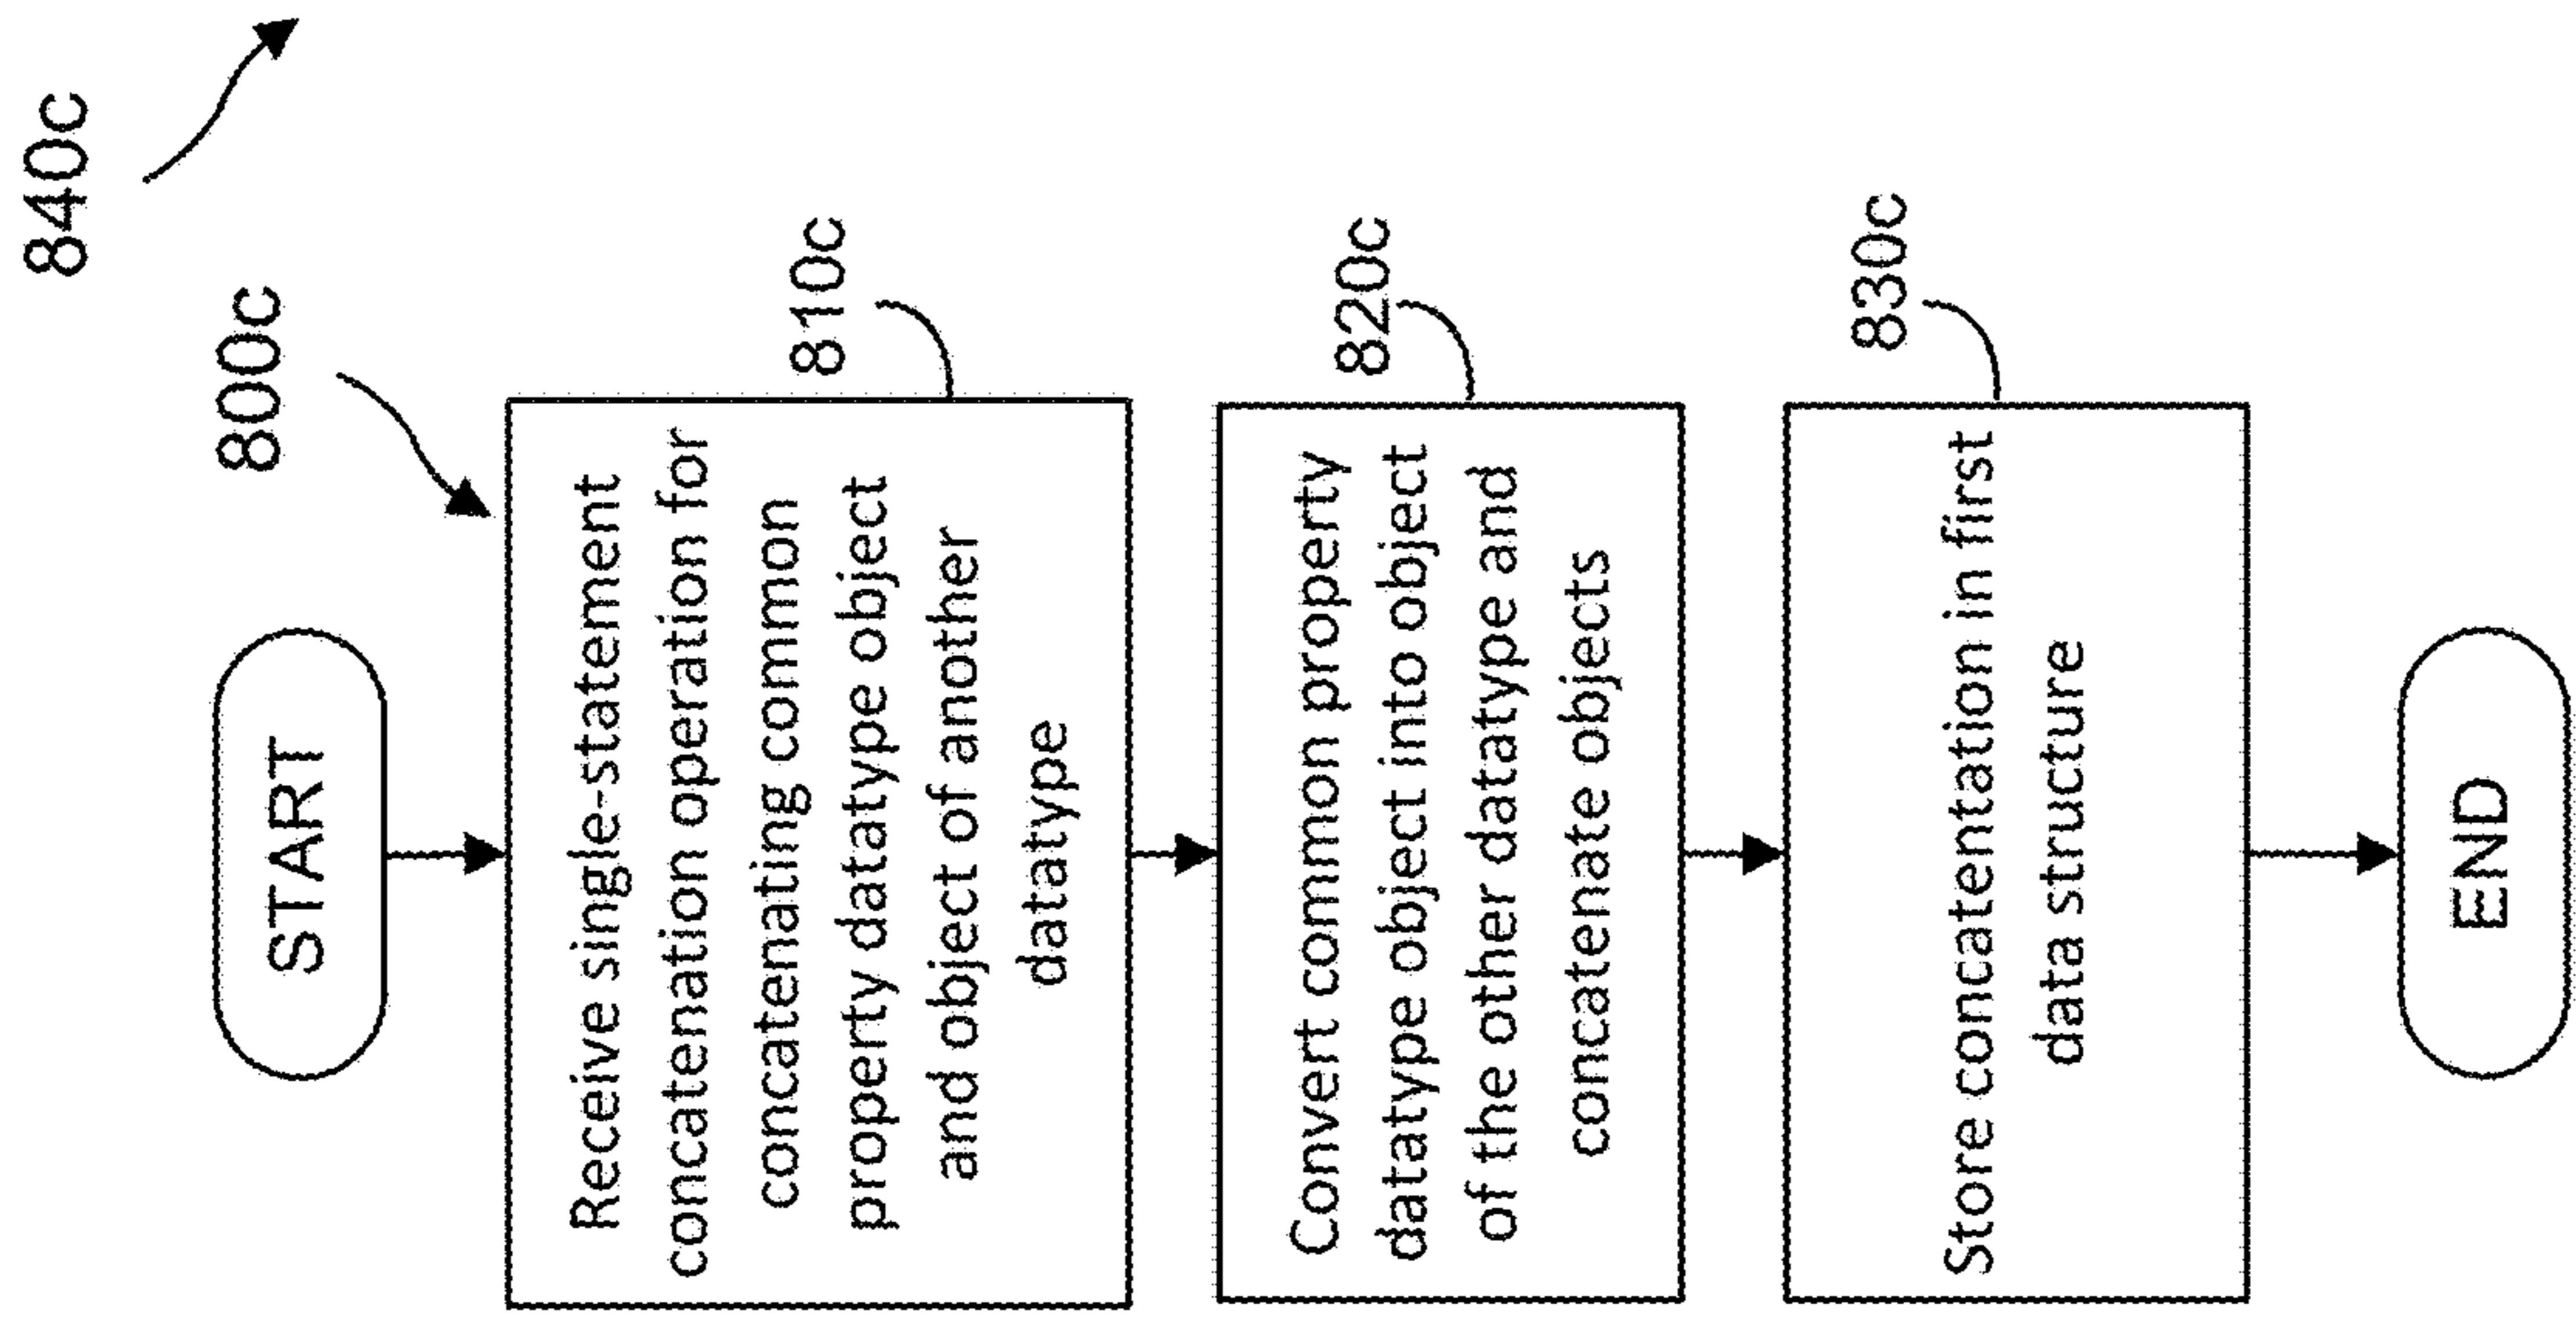 840c
800c
START
Receive single-statement
concatenation operation for
concatenating common
property datatype object
and object of another
datatype
810c
Convert common property
datatype object into object
of the other datatype and
concatenate objects
820c
Store concatentation in first
data structure
830c
END